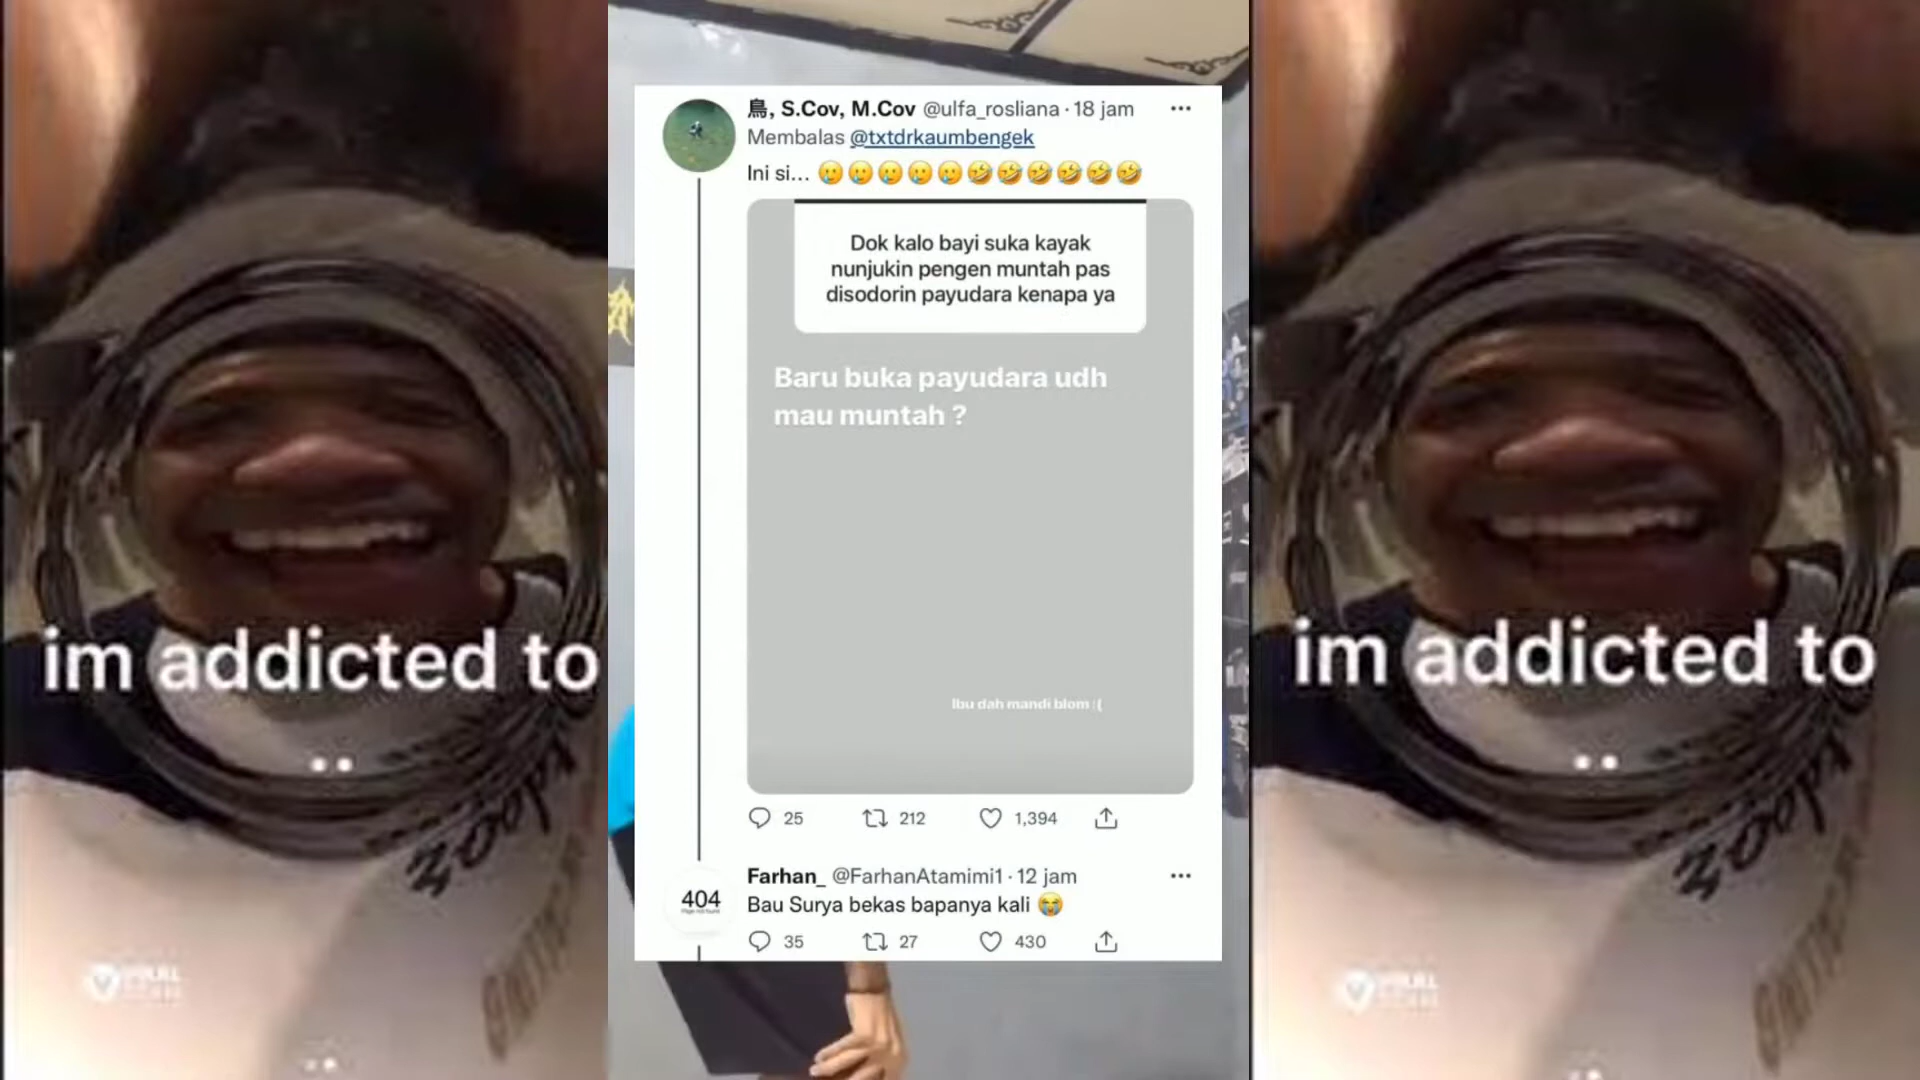 im addicted to
鳥, S.Cov, M.Cov @ulfa_rosliana · 18 jam
Membalas @txtdrkaumbengek
Ini si... 🥲🥲🥲🥲🥲🤣🤣🤣🤣🤣🤣
Dok kalo bayi suka kayak
nunjukin pengen muntah pas
disodorin payudara kenapa ya
Baru buka payudara udh
mau muntah ?
Ibu dah mandi blom :(
25 212 1,394
Farhan_ @FarhanAtamimi1 · 12 jam
404
Bau Surya bekas bapanya kali 😭
35 27 430
im addicted to